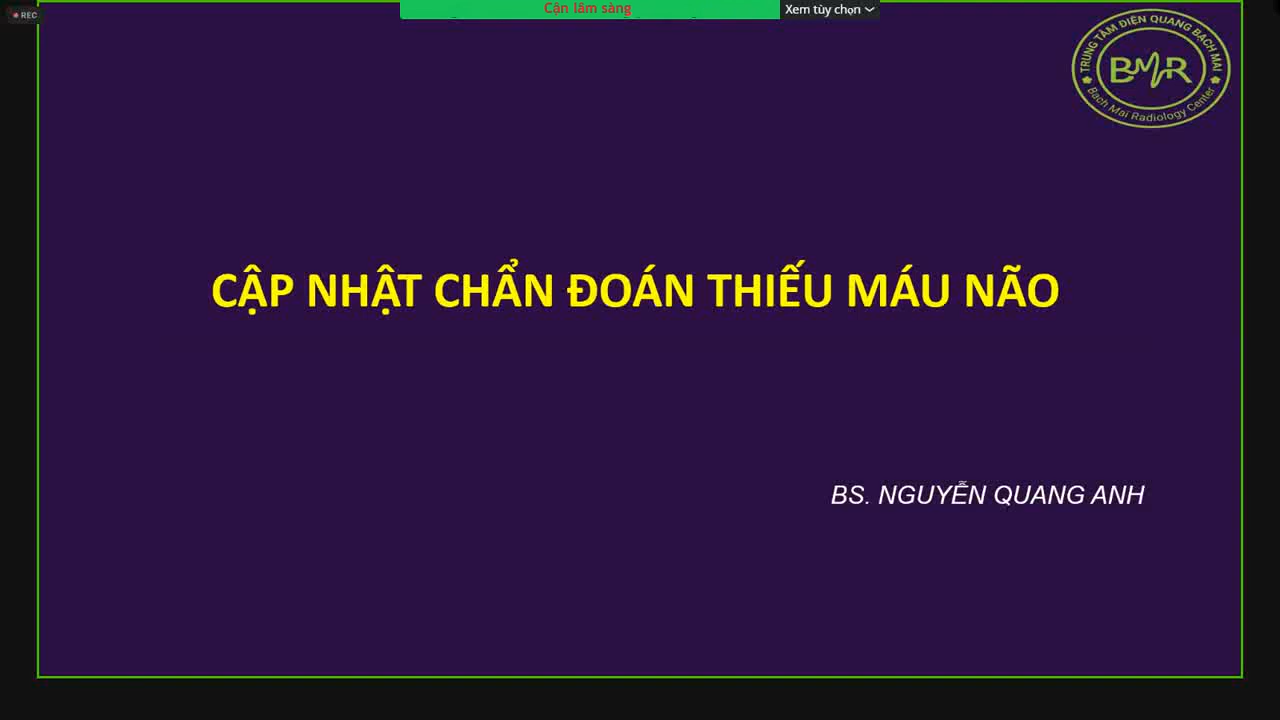 REC
Cận lâm sàng
Xem tùy chọn
TRUNG TÂM ĐIỆN QUANG BẠCH MAI
BMR
Bach Mai Radiology Center
CẬP NHẬT CHẨN ĐOÁN THIẾU MÁU NÃO
BS. NGUYỄN QUANG ANH